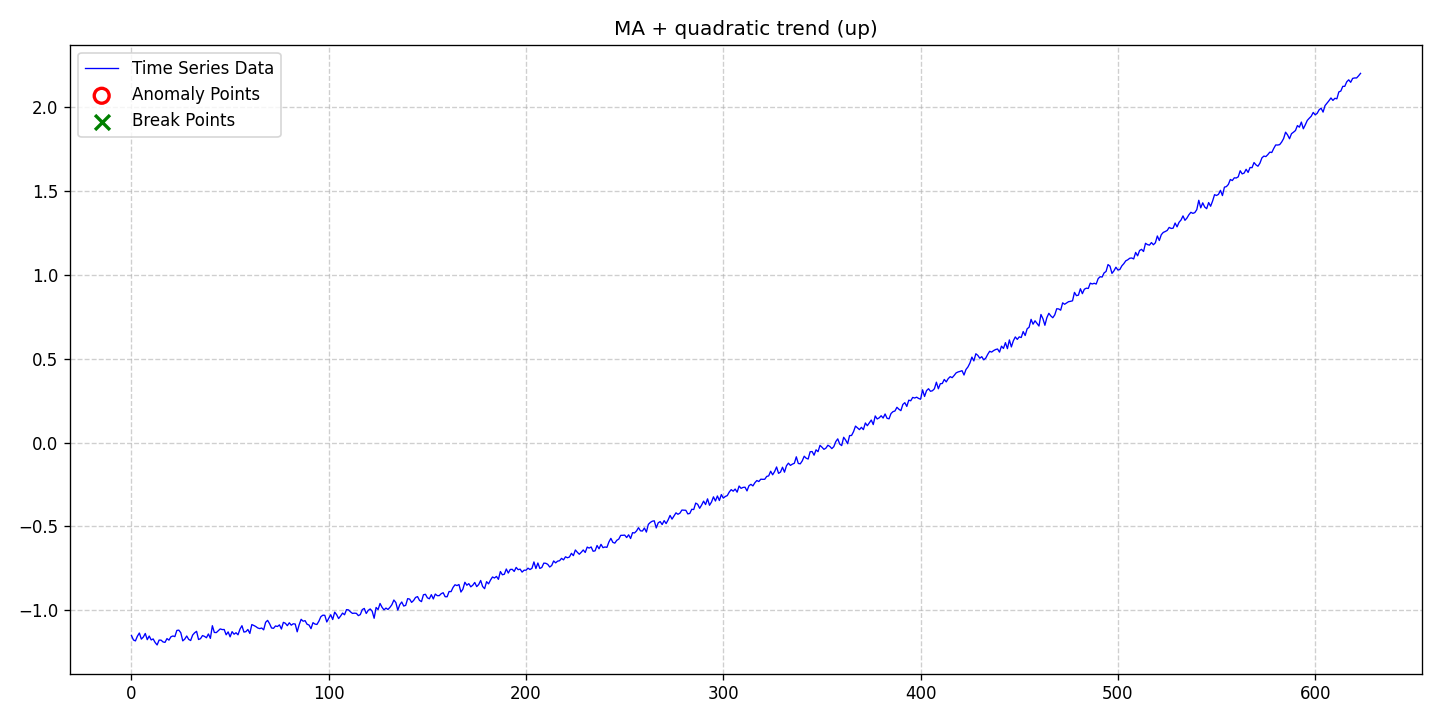 MA + quadratic trend (up)
Time Series Data
Anomaly Points
Break Points
2.0
1.5
1.0
0.5
0.0
−0.5
−1.0
0 100 200 300 400 500 600